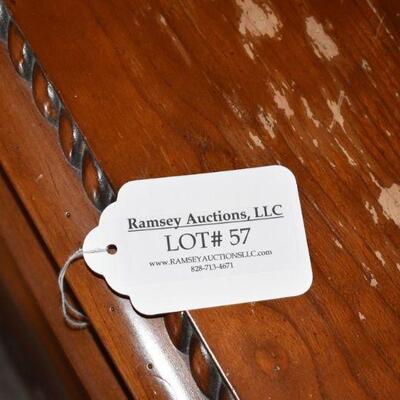 Ramsey Auctions, LLC
LOT# 57
www.RAMSEYAUCTIONSLLC.com
828-713-4671